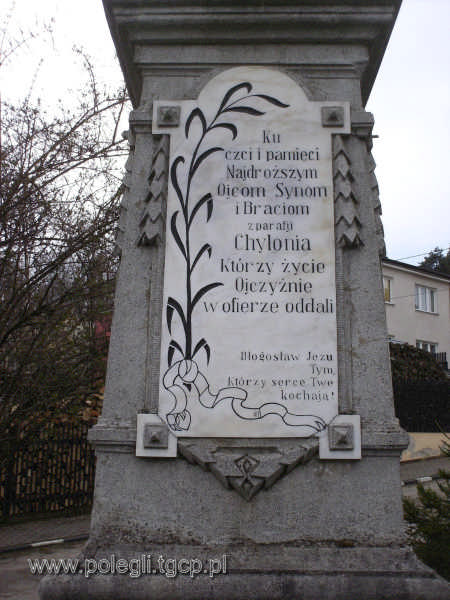 Ku
czci i pamięci
Najdroższym
Ojcom Synom
i Braciom
z parafji
Chylonia
Którzy życie
Ojczyźnie
w ofierze oddali
Błogosław Jezu
Tym,
Którzy serce Twe
kochają!
www.polegli.tgcp.pl